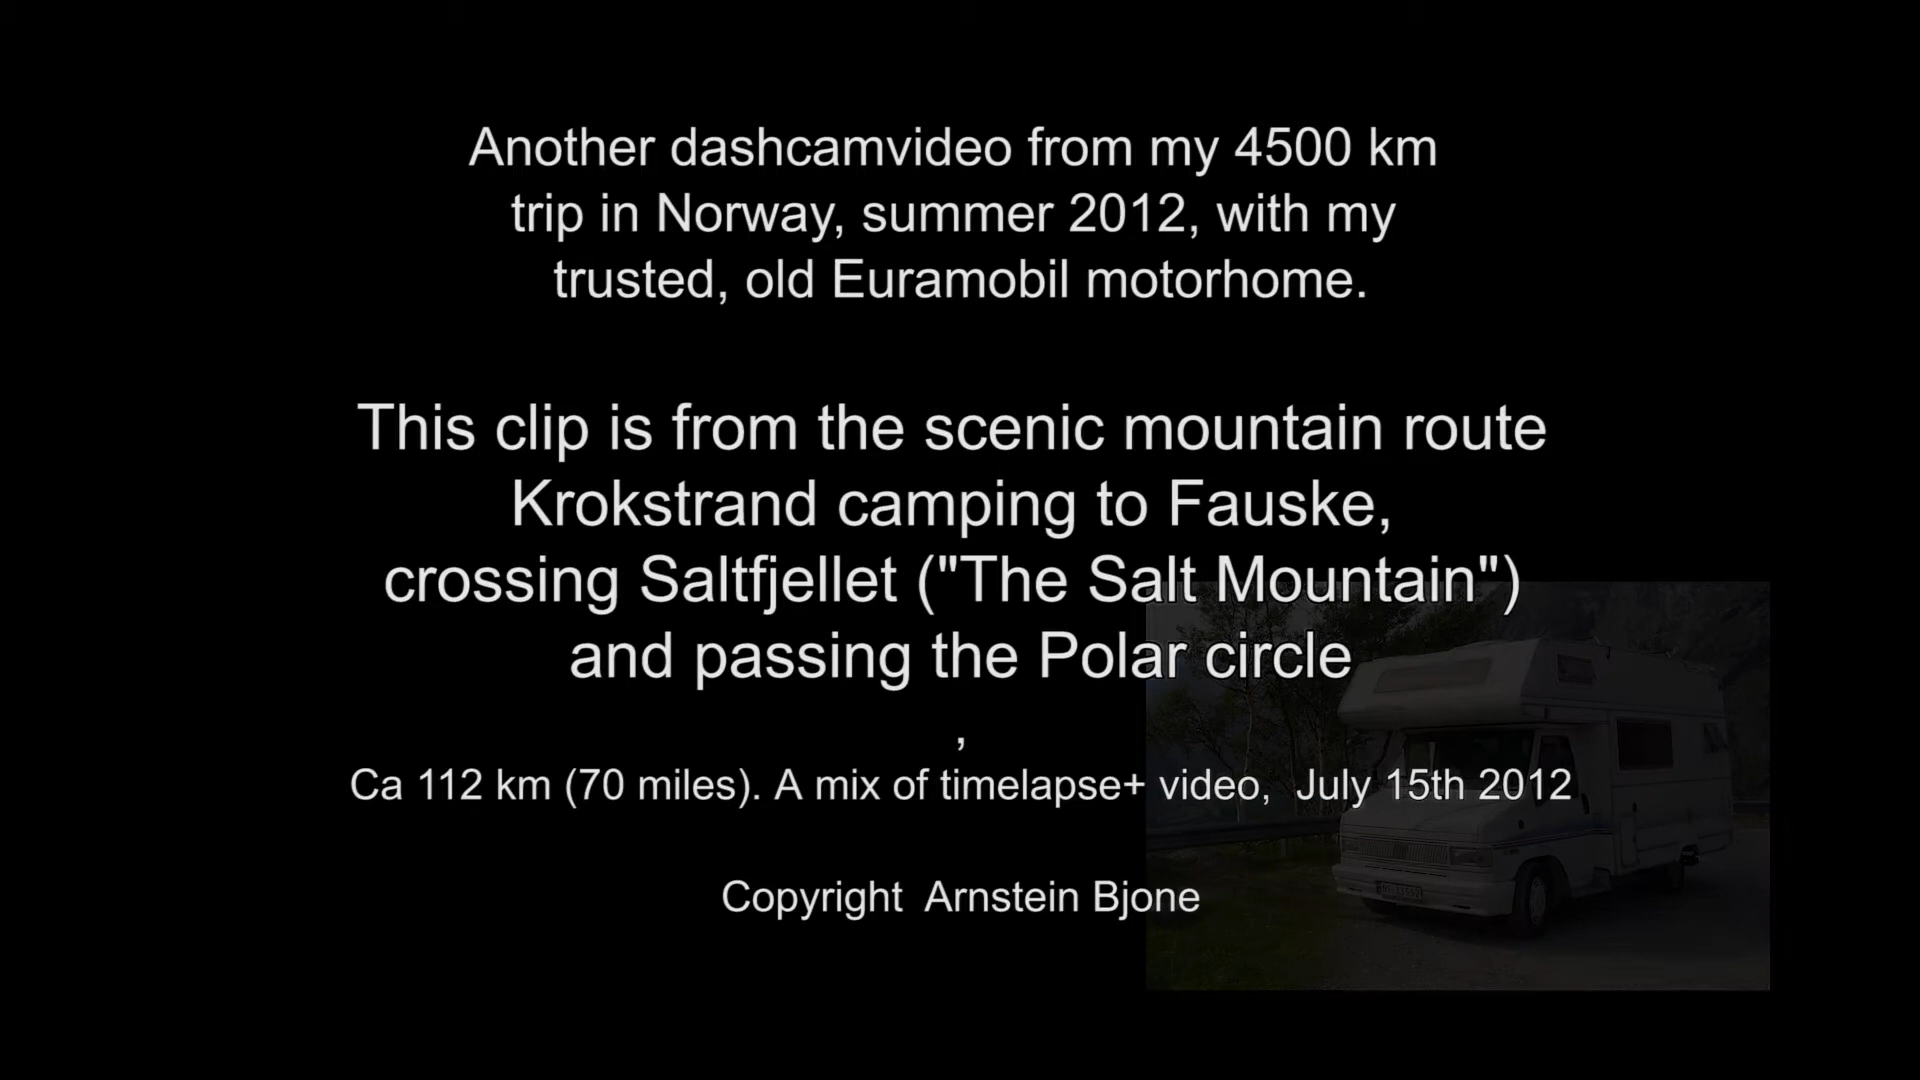 Another dashcamvideo from my 4500 km
trip in Norway, summer 2012, with my
trusted, old Euramobil motorhome.
This clip is from the scenic mountain route
Krokstrand camping to Fauske,
crossing Saltfjellet ("The Salt Mountain")
and passing the Polar circle
,
Ca 112 km (70 miles). A mix of timelapse+ video,  July 15th 2012
Copyright  Arnstein Bjone